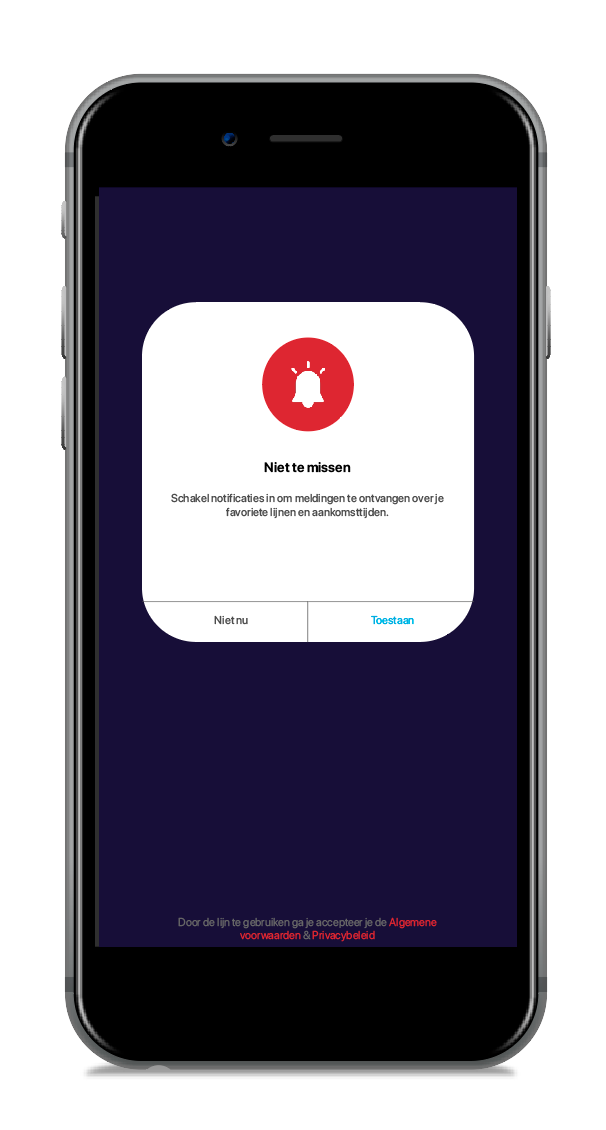 Niet te missen
Schakel notificaties in om meldingen te ontvangen over je
favoriete lijnen en aankomsttijden.
Niet nu
Toestaan
Door de lijn te gebruiken ga je accepteer je de Algemene
voorwaarden & Privacybeleid